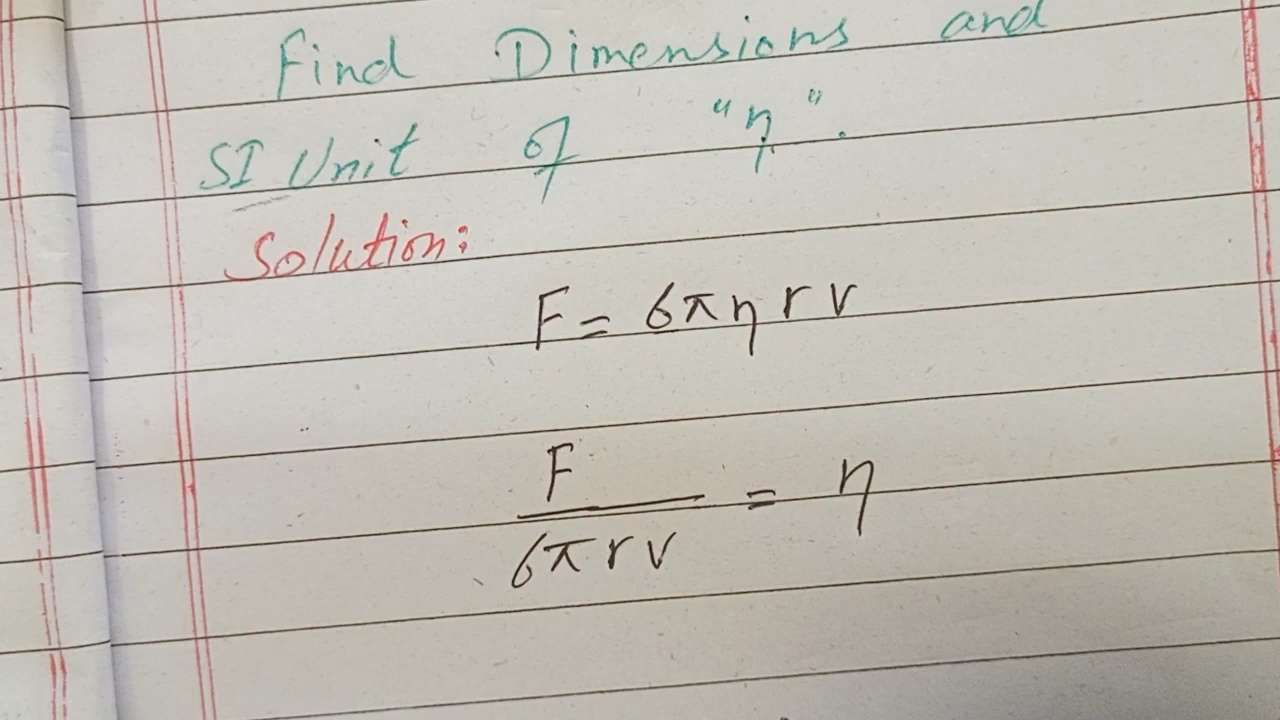 Find Dimensions and
SI Unit of "η".
Solution:
F = 6πηrv
F
/ 6πrv = η